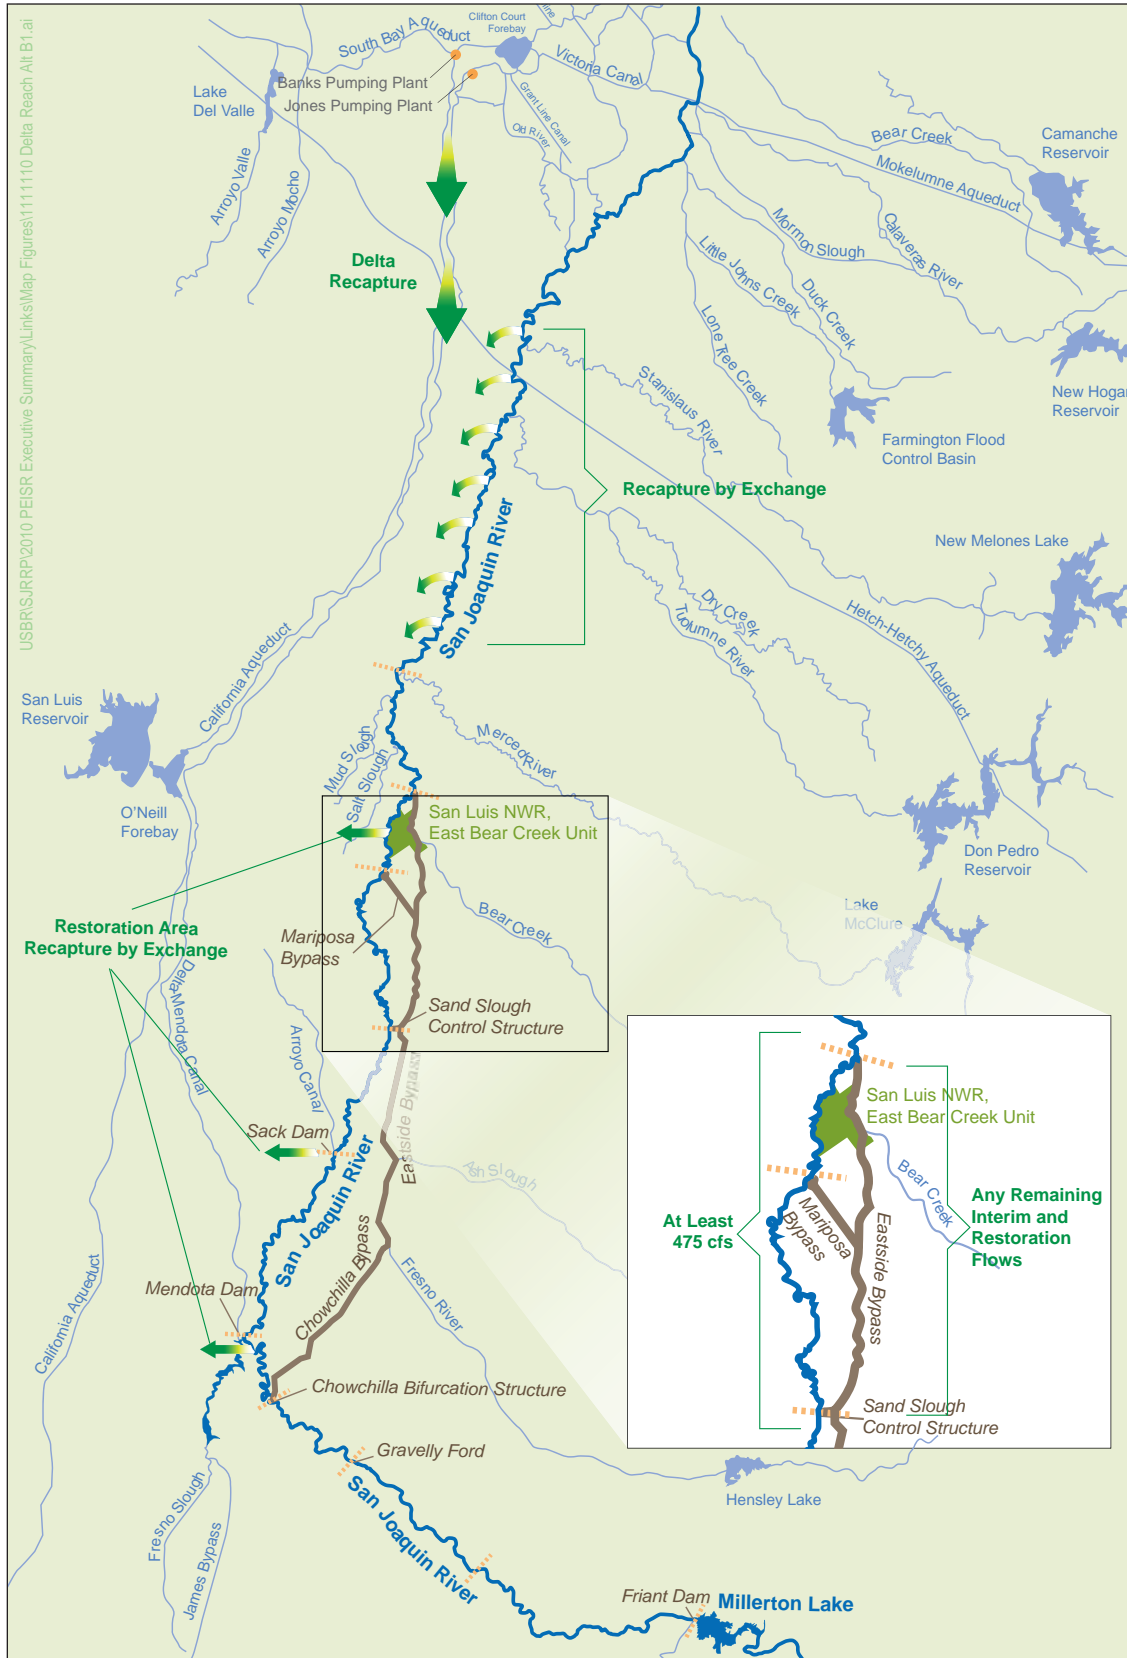 USBR\SJRRP\2010 PEISR Executive Summary\Links\Map Figures\1111110 Delta Reach Alt B1.ai
South Bay Aqueduct
Clifton Court
Forebay
Victoria Canal
Banks Pumping Plant
Jones Pumping Plant
Lake
Del Valle
Grant Line Canal
Old River
Arroyo Valle
Arroyo Mocho
Bear Creek
Camanche
Reservoir
Mokelumne Aqueduct
Mormon Slough
Calaveras River
Little Johns Creek
Duck Creek
Lone Tree Creek
Delta
Recapture
Stanislaus River
New Hogan
Reservoir
Farmington Flood
Control Basin
Recapture by Exchange
San Joaquin River
New Melones Lake
Dry Creek
Tuolumne River
Hetch-Hetchy Aqueduct
California Aqueduct
San Luis
Reservoir
O'Neill
Forebay
Mud Slough
Salt Slough
Merced River
San Luis NWR,
East Bear Creek Unit
Don Pedro
Reservoir
Lake
McClure
Bear Creek
Restoration Area
Recapture by Exchange
Mariposa
Bypass
Delta-Mendota Canal
Sand Slough
Control Structure
Arroyo Canal
Eastside Bypass
Sack Dam
Ash Slough
San Joaquin River
Chowchilla Bypass
Fresno River
Mendota Dam
California Aqueduct
Chowchilla Bifurcation Structure
Gravelly Ford
San Joaquin River
Fresno Slough
James Bypass
Friant Dam
Millerton Lake
Hensley Lake
San Luis NWR,
East Bear Creek Unit
Bear Creek
At Least
475 cfs
Mariposa
Bypass
Eastside Bypass
Any Remaining
Interim and
Restoration
Flows
Sand Slough
Control Structure